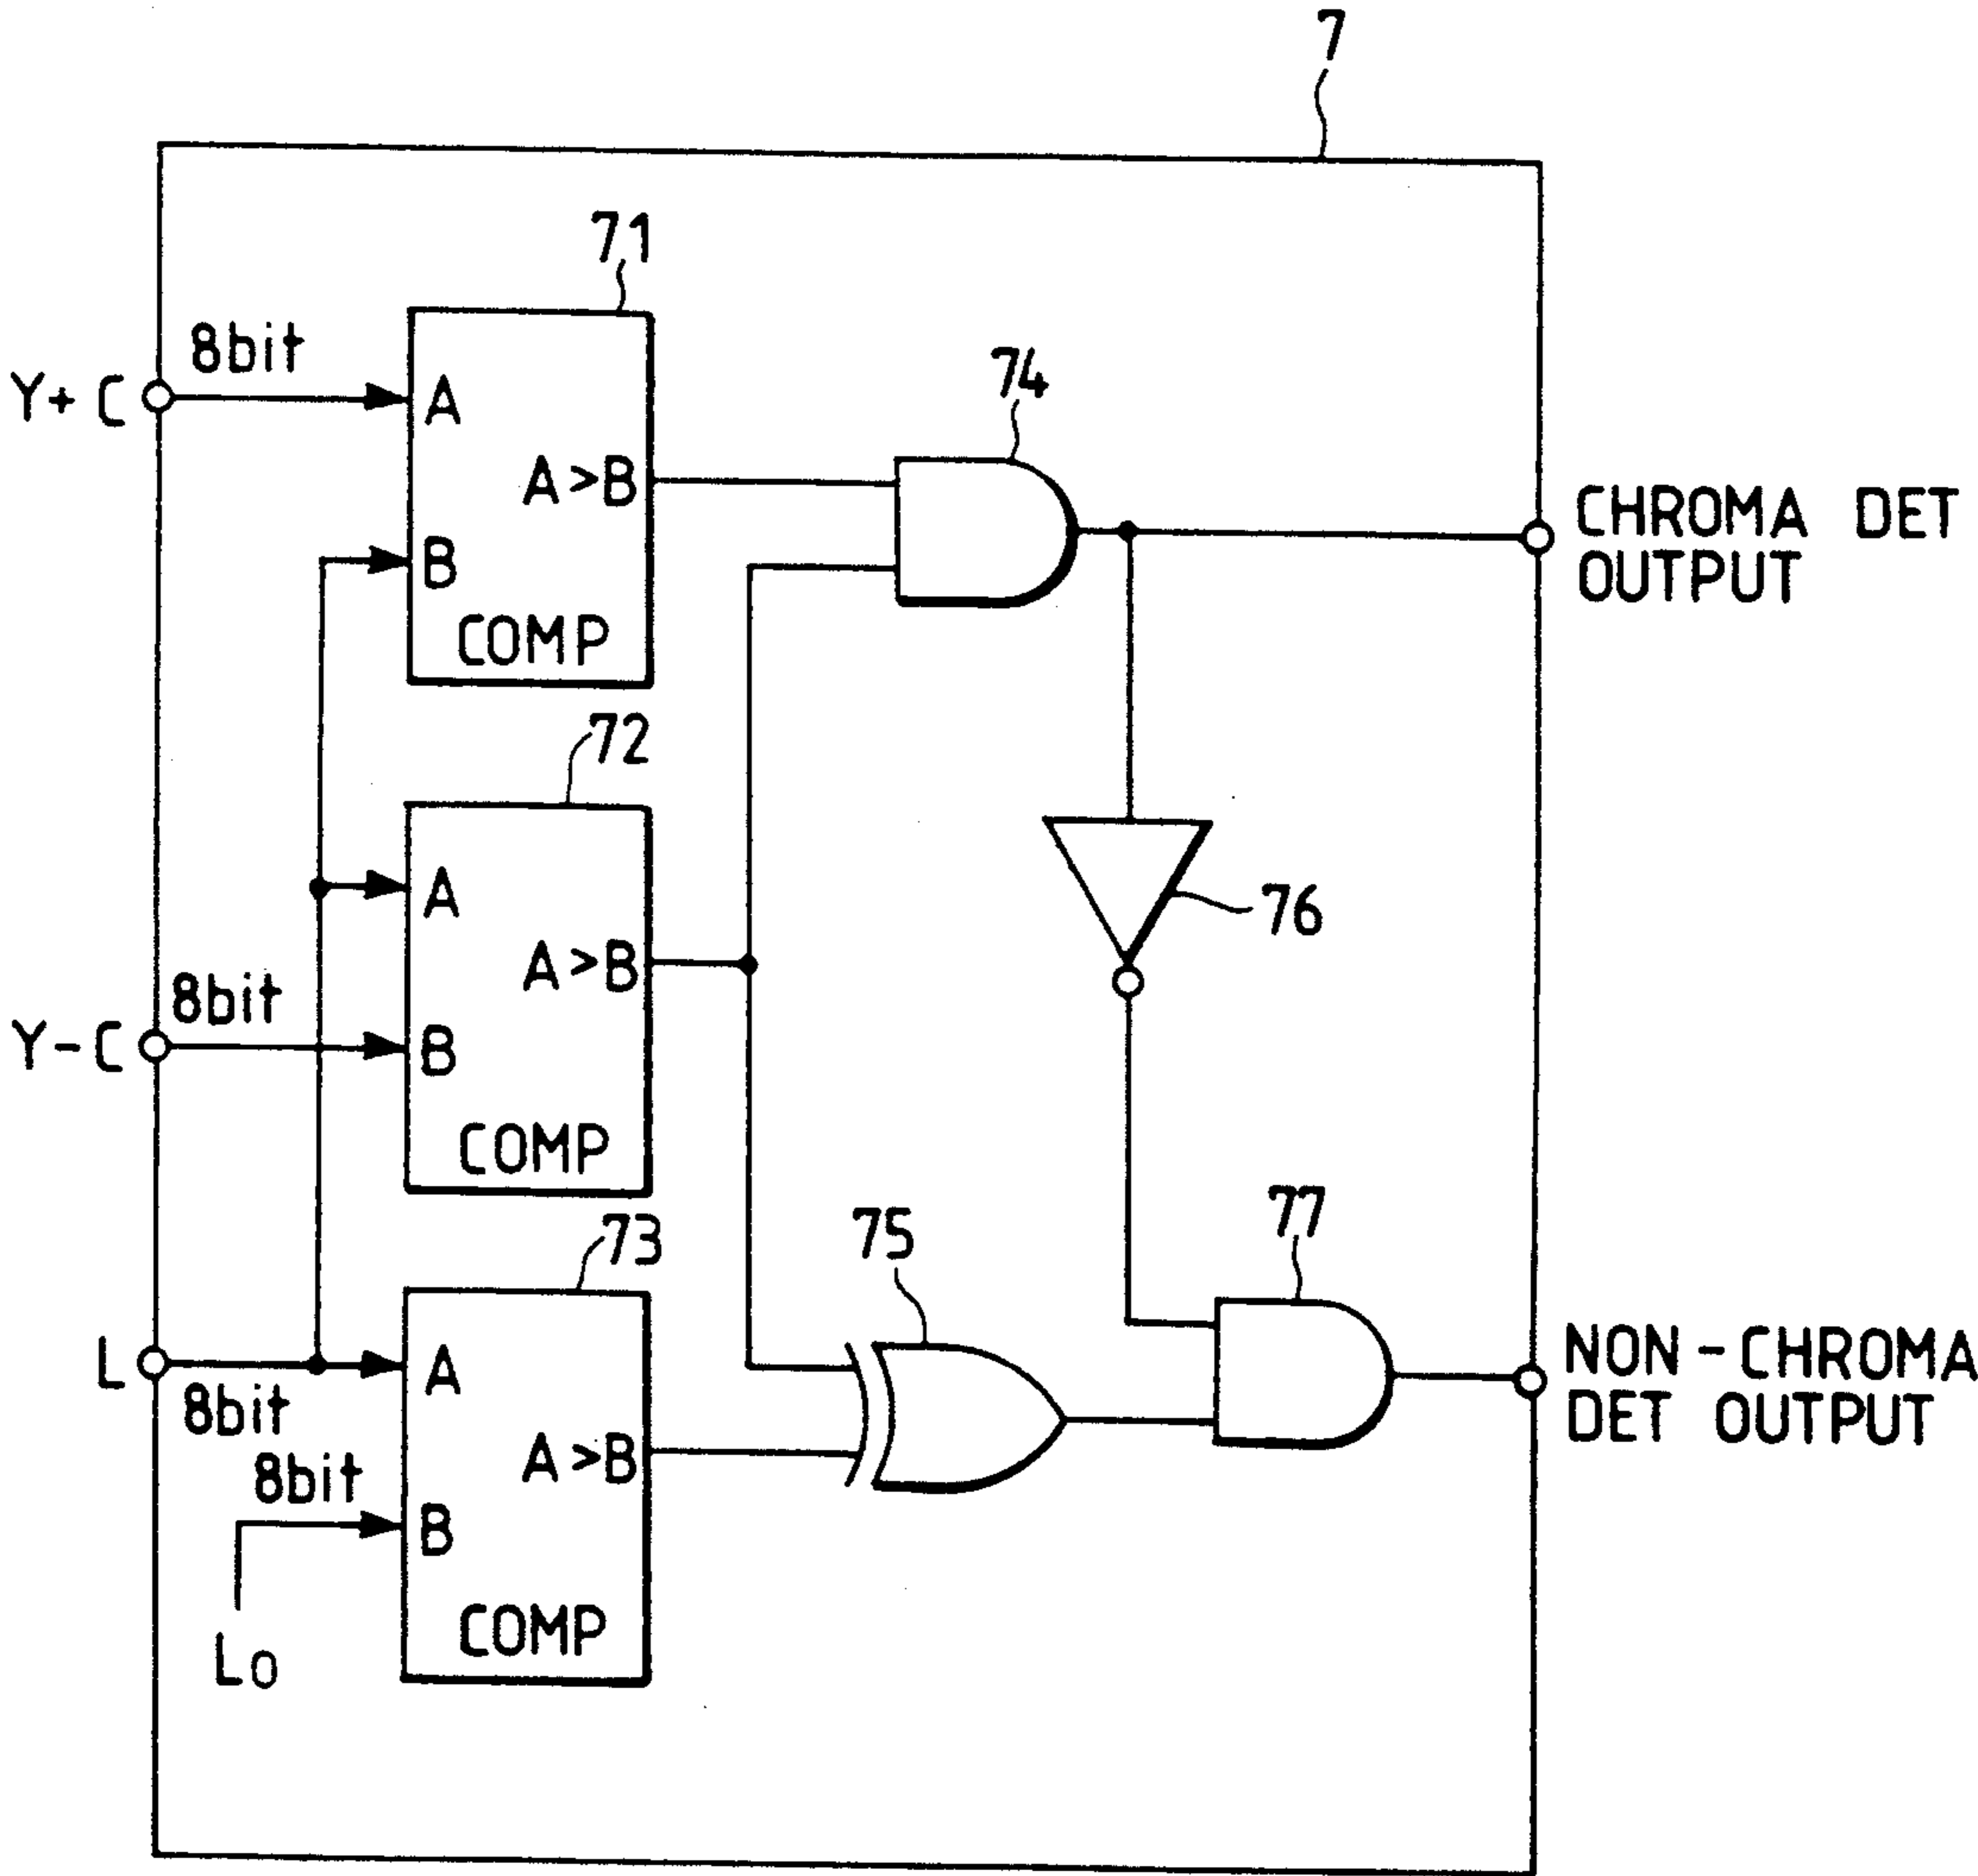 7
71
8bit
Y+C
A
A>B
B
COMP
74
CHROMA DET
OUTPUT
72
A
A>B
8bit
Y-C
B
COMP
76
73
75
77
L
8bit
A
8bit
A>B
B
COMP
Lo
NON-CHROMA
DET OUTPUT